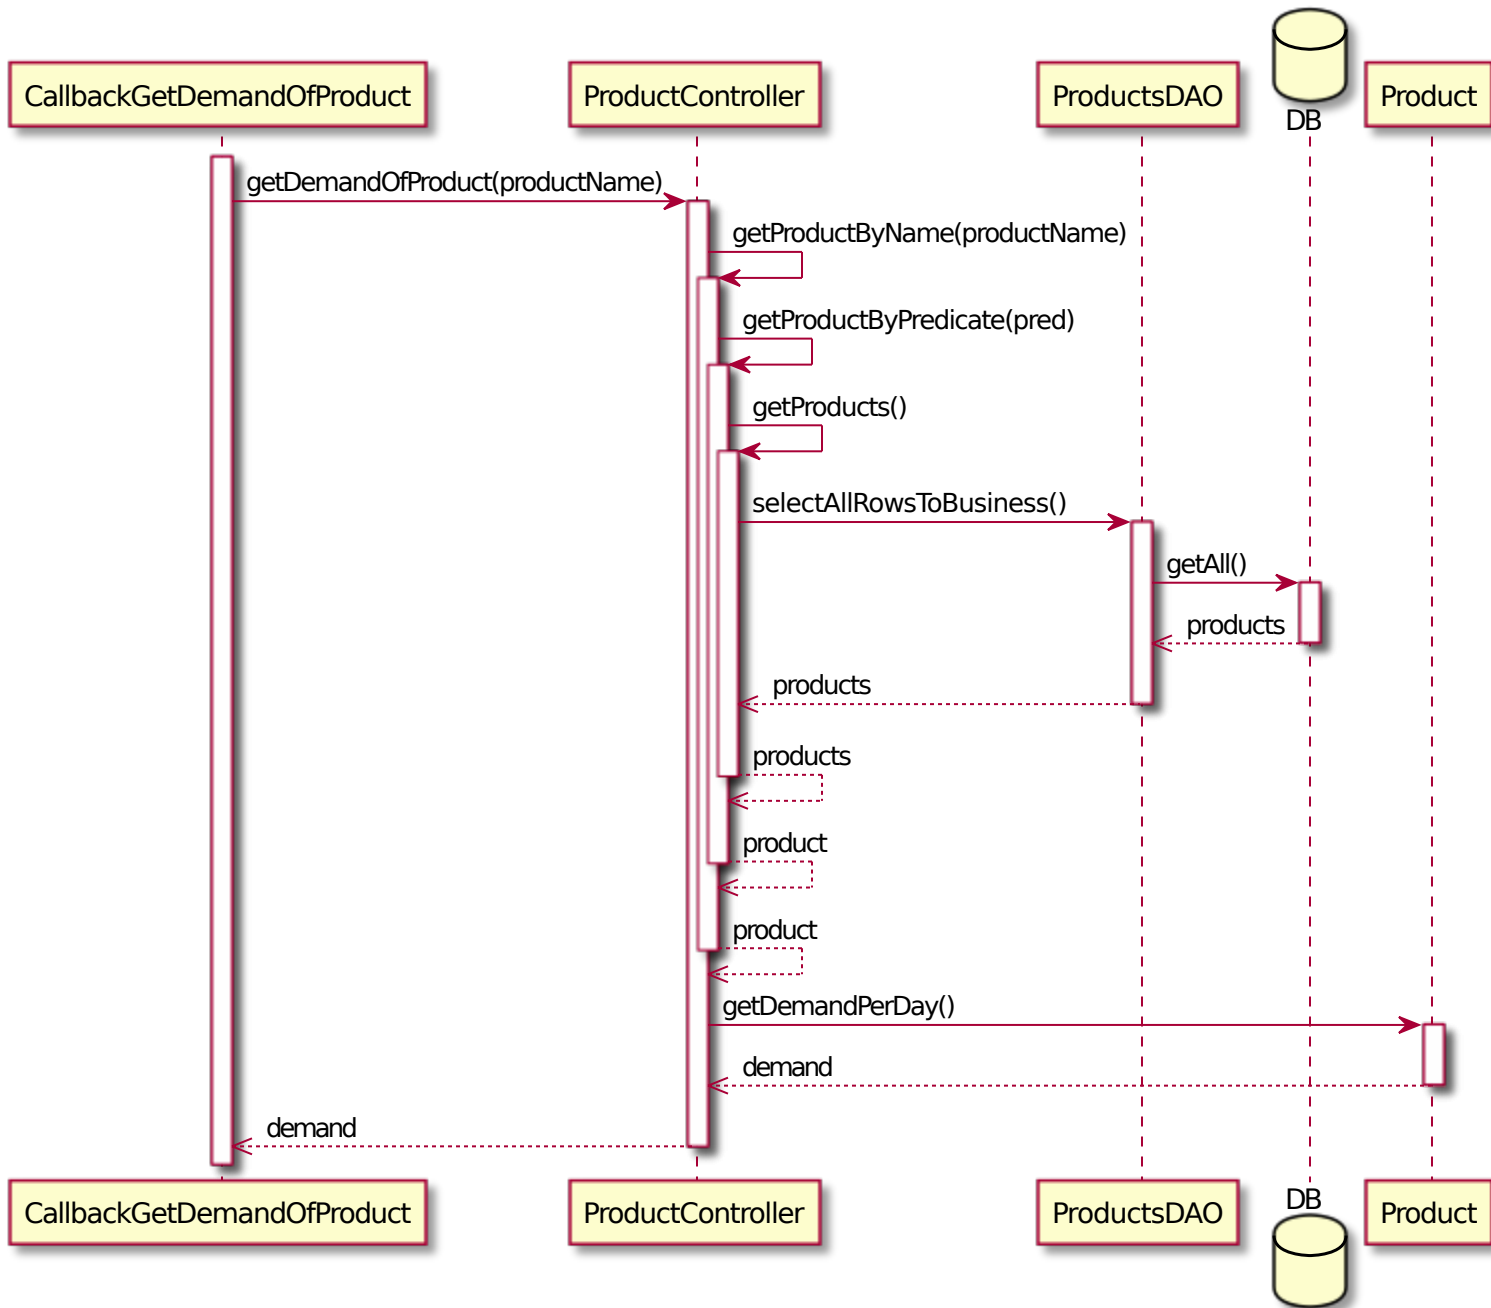 CallbackGetDemandOfProduct
ProductController
ProductsDAO
DB
Product
getDemandOfProduct(productName)
getProductByName(productName)
getProductByPredicate(pred)
getProducts()
selectAllRowsToBusiness()
getAll()
products
products
products
product
product
getDemandPerDay()
demand
demand
CallbackGetDemandOfProduct
ProductController
ProductsDAO
DB
Product